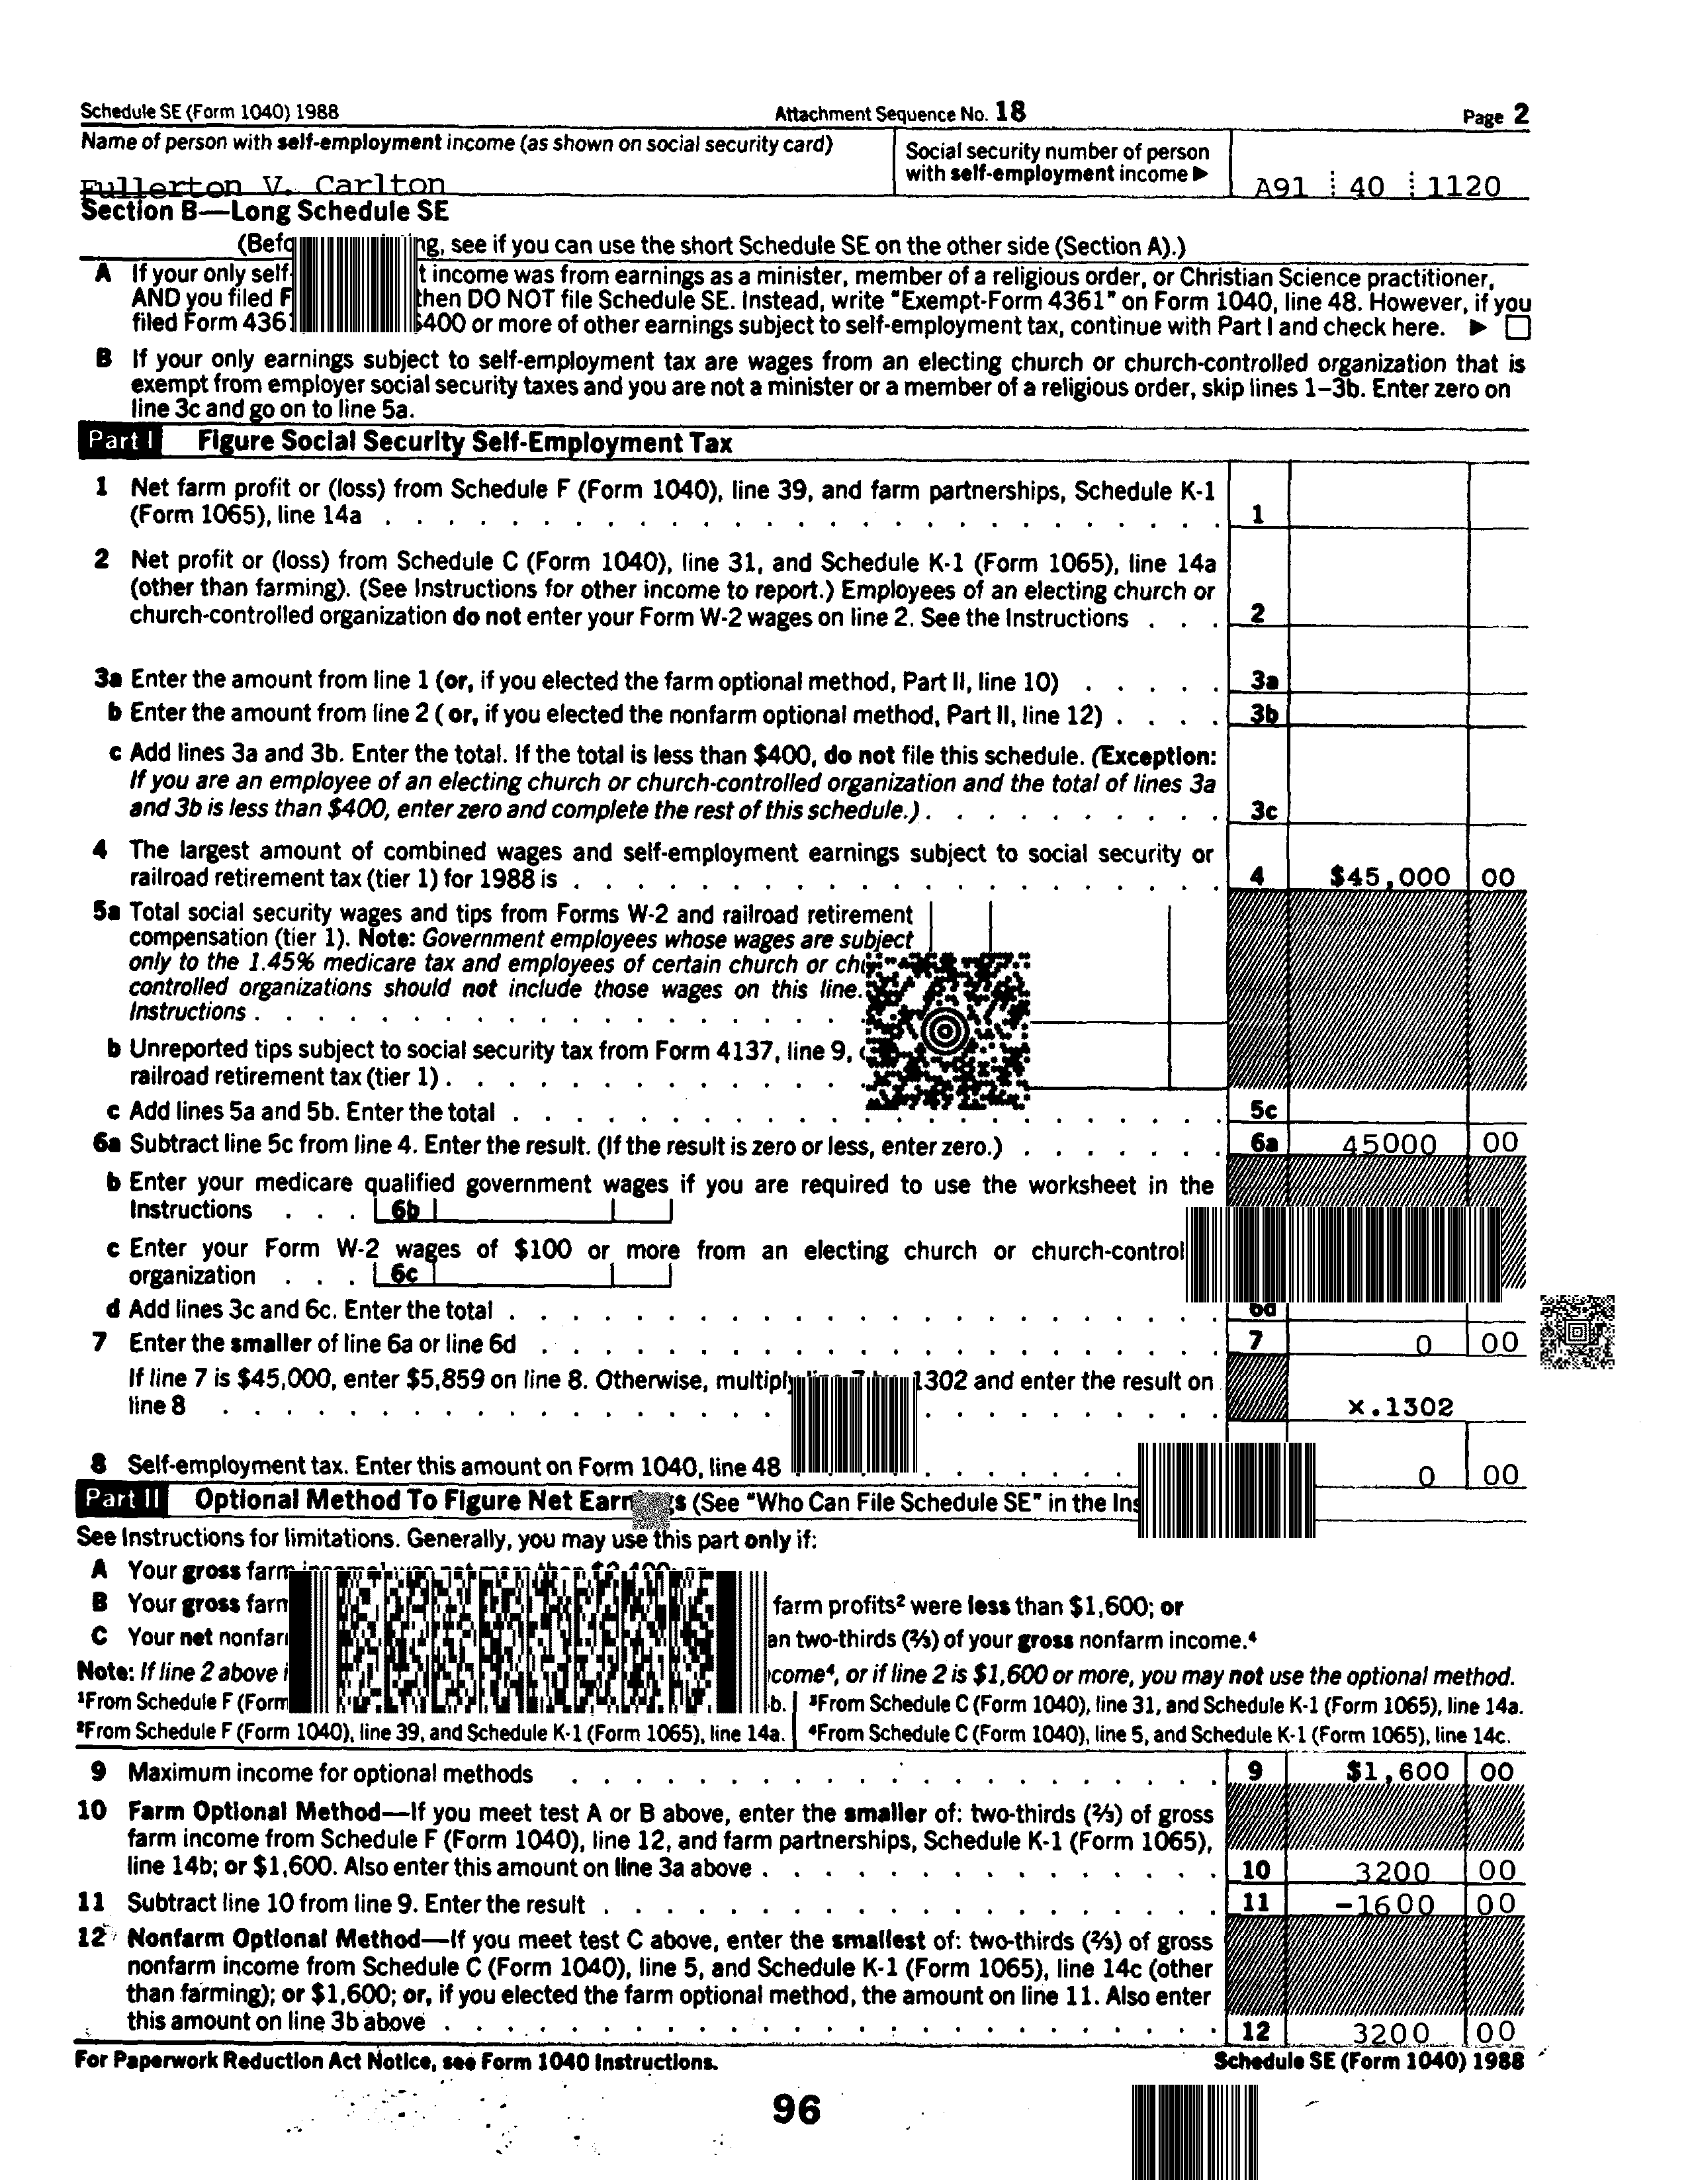 Schedule SE (Form 1040) 1988 Attachment Sequence No. 18 Page 2
Name of person with self-employment income (as shown on social security card)
Social security number of person
with self-employment income ▶
Fullerton V. Carlton A91 40 1120
Section B—Long Schedule SE
see if you can use the short Schedule SE on the other side (Section A).)
A If your only income was from earnings as a minister, member of a religious order, or Christian Science practitioner,
AND you filed then DO NOT file Schedule SE. Instead, write "Exempt-Form 4361" on Form 1040, line 48. However, if you
filed Form $400 or more of other earnings subject to self-employment tax, continue with Part I and check here. ▶ ☐
B If your only earnings subject to self-employment tax are wages from an electing church or church-controlled organization that is
exempt from employer social security taxes and you are not a minister or a member of a religious order, skip lines 1–3b. Enter zero on
line 3c and go on to line 5a.
Part I Figure Social Security Self-Employment Tax
1 Net farm profit or (loss) from Schedule F (Form 1040), line 39, and farm partnerships, Schedule K-1
(Form 1065), line 14a 1
2 Net profit or (loss) from Schedule C (Form 1040), line 31, and Schedule K-1 (Form 1065), line 14a
(other than farming). (See Instructions for other income to report.) Employees of an electing church or
church-controlled organization do not enter your Form W-2 wages on line 2. See the Instructions 2
3a Enter the amount from line 1 (or, if you elected the farm optional method, Part II, line 10) 3a
b Enter the amount from line 2 ( or, if you elected the nonfarm optional method, Part II, line 12) 3b
c Add lines 3a and 3b. Enter the total. If the total is less than $400, do not file this schedule. (Exception:
If you are an employee of an electing church or church-controlled organization and the total of lines 3a
and 3b is less than $400, enter zero and complete the rest of this schedule.) 3c
4 The largest amount of combined wages and self-employment earnings subject to social security or
railroad retirement tax (tier 1) for 1988 is 4 $45,000 00
5a Total social security wages and tips from Forms W-2 and railroad retirement
compensation (tier 1). Note: Government employees whose wages are subject
only to the 1.45% medicare tax and employees of certain church or
controlled organizations should not include those wages on this line.
Instructions
b Unreported tips subject to social security tax from Form 4137, line 9,
railroad retirement tax (tier 1)
c Add lines 5a and 5b. Enter the total 5c
6a Subtract line 5c from line 4. Enter the result. (If the result is zero or less, enter zero.) 6a 45000 00
b Enter your medicare qualified government wages if you are required to use the worksheet in the
Instructions 6b
c Enter your Form W-2 wages of $100 or more from an electing church or
organization 6c
d Add lines 3c and 6c. Enter the total 6d
7 Enter the smaller of line 6a or line 6d 7 0 00
If line 7 is $45,000, enter $5,859 on line 8. Otherwise, multiply .1302 and enter the result on
line 8 x.1302
8 Self-employment tax. Enter this amount on Form 1040, line 48 0 00
Part II Optional Method To Figure Net (See "Who Can File Schedule SE" in the
See Instructions for limitations. Generally, you may use this part only if:
A Your gross farm
B Your gross farm farm profits² were less than $1,600; or
C Your net nonfarm two-thirds (⅔) of your gross nonfarm income.⁴
Note: If line 2 above or if line 2 is $1,600 or more, you may not use the optional method.
¹From Schedule F (Form ³From Schedule C (Form 1040), line 31, and Schedule K-1 (Form 1065), line 14a.
²From Schedule F (Form 1040), line 39, and Schedule K-1 (Form 1065), line 14a. ⁴From Schedule C (Form 1040), line 5, and Schedule K-1 (Form 1065), line 14c.
9 Maximum income for optional methods 9 $1,600 00
10 Farm Optional Method—If you meet test A or B above, enter the smaller of: two-thirds (⅔) of gross
farm income from Schedule F (Form 1040), line 12, and farm partnerships, Schedule K-1 (Form 1065),
line 14b; or $1,600. Also enter this amount on line 3a above 10 3200 00
11 Subtract line 10 from line 9. Enter the result 11 -1600 00
12 Nonfarm Optional Method—If you meet test C above, enter the smallest of: two-thirds (⅔) of gross
nonfarm income from Schedule C (Form 1040), line 5, and Schedule K-1 (Form 1065), line 14c (other
than farming); or $1,600; or, if you elected the farm optional method, the amount on line 11. Also enter
this amount on line 3b above 12 3200 00
For Paperwork Reduction Act Notice, see Form 1040 Instructions. Schedule SE (Form 1040) 1988
96